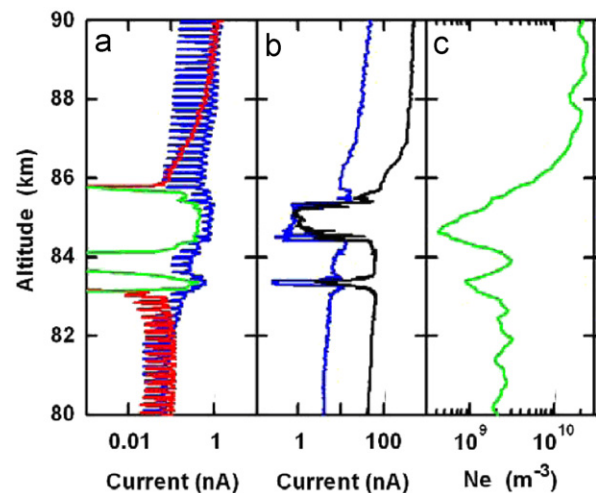 90
88
86
84
82
80
Altitude (km)
a
b
c
0.01 1
Current (nA)
1 100
Current (nA)
10⁹ 10¹⁰
Ne (m⁻³)